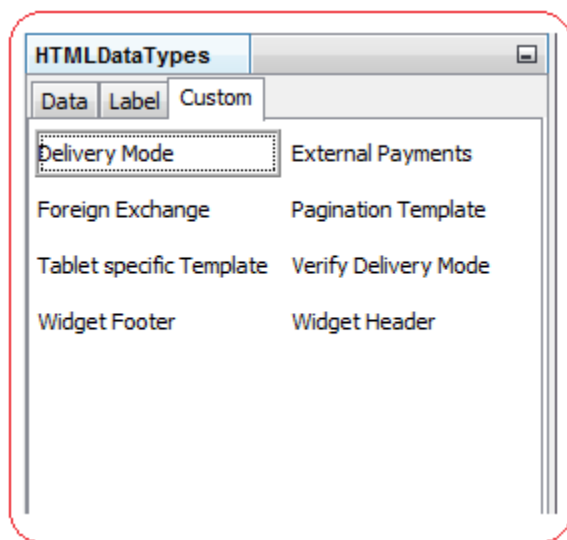 HTMLDataTypes
Data Label Custom
Delivery Mode External Payments
Foreign Exchange Pagination Template
Tablet specific Template Verify Delivery Mode
Widget Footer Widget Header